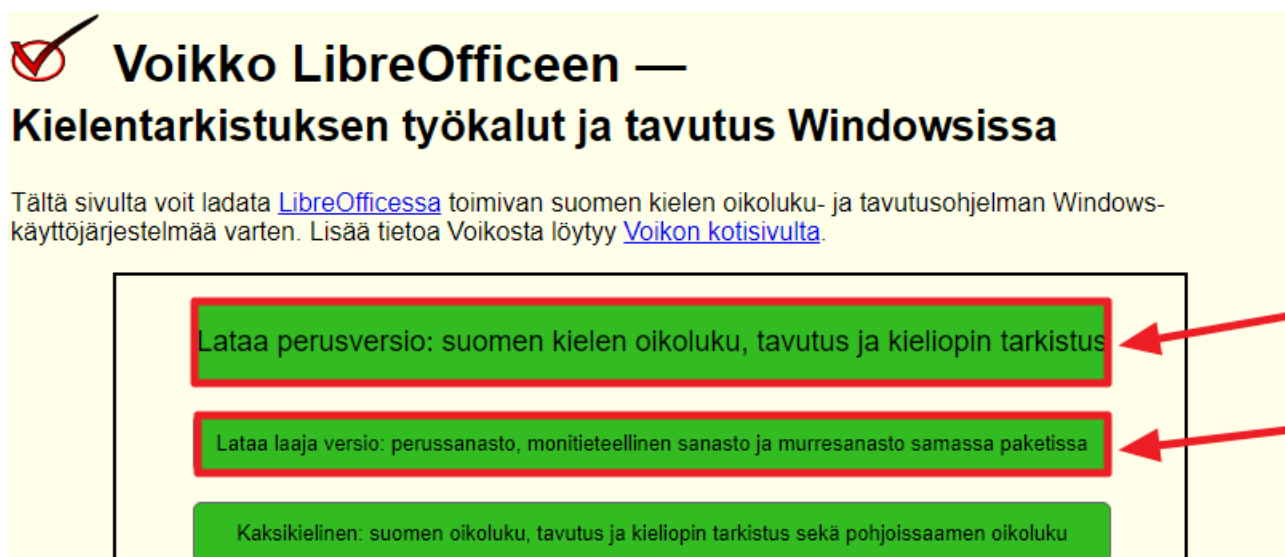 Voikko LibreOfficeen —
Kielentarkistuksen työkalut ja tavutus Windowsissa
Tältä sivulta voit ladata LibreOfficessa toimivan suomen kielen oikoluku- ja tavutusohjelman Windows-
käyttöjärjestelmää varten. Lisää tietoa Voikosta löytyy Voikon kotisivulta.
Lataa perusversio: suomen kielen oikoluku, tavutus ja kieliopin tarkistus
Lataa laaja versio: perussanasto, monitieteellinen sanasto ja murresanasto samassa paketissa
Kaksikielinen: suomen oikoluku, tavutus ja kieliopin tarkistus sekä pohjoissaamen oikoluku